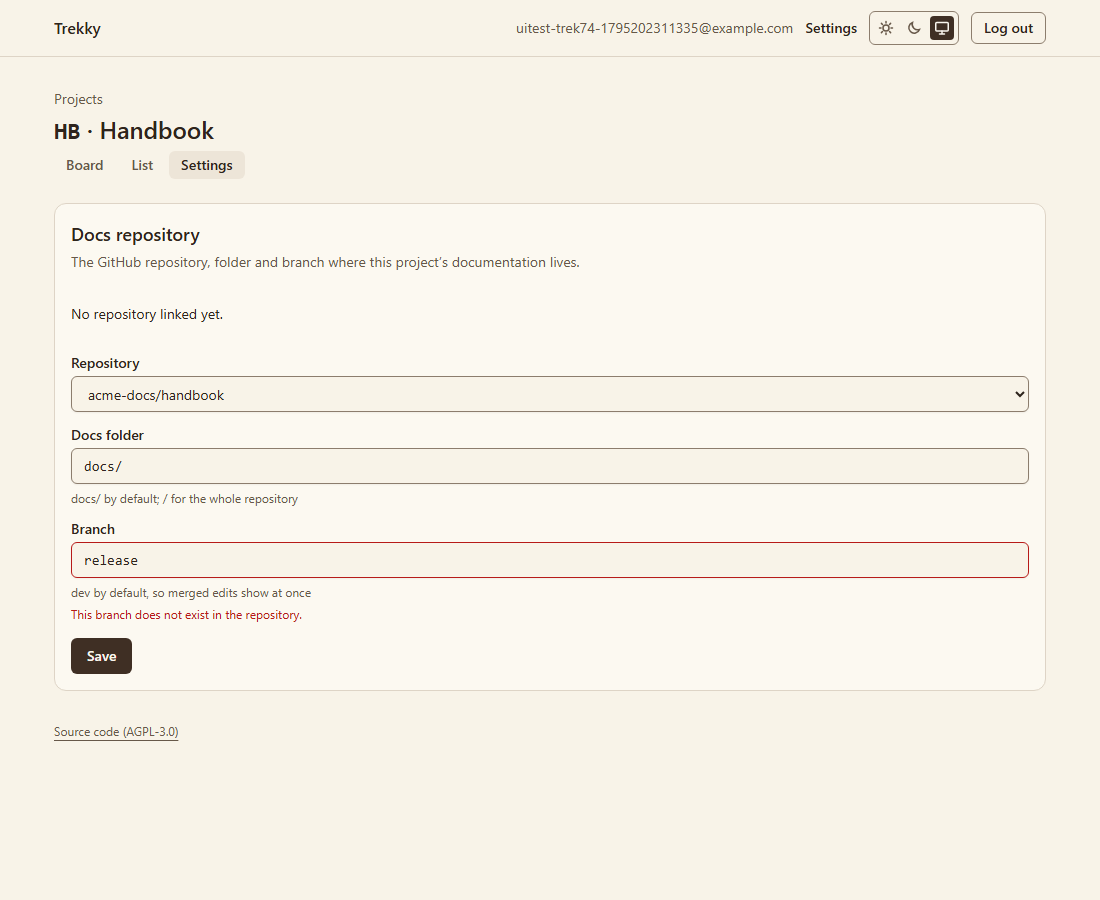 Trekky
uitest-trek74-1795202311335@example.com Settings Log out
Projects
HB · Handbook
Board List Settings
Docs repository
The GitHub repository, folder and branch where this project’s documentation lives.
No repository linked yet.
Repository
acme-docs/handbook
Docs folder
docs/
docs/ by default; / for the whole repository
Branch
release
dev by default, so merged edits show at once
This branch does not exist in the repository.
Save
Source code (AGPL-3.0)